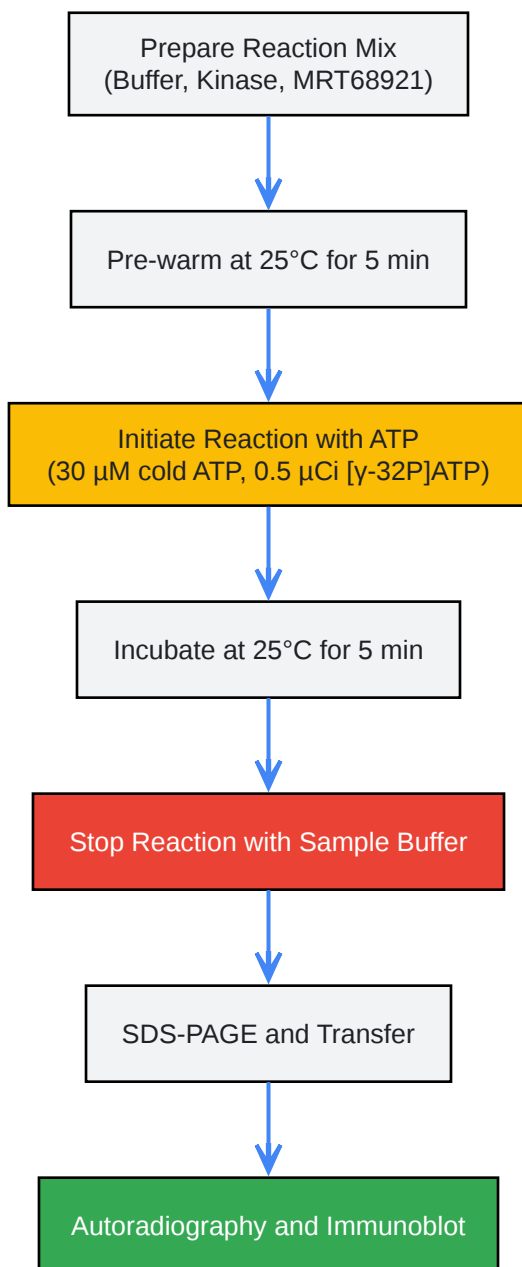 Prepare Reaction Mix
(Buffer, Kinase, MRT68921)
Pre-warm at 25°C for 5 min
Initiate Reaction with ATP
(30 µM cold ATP, 0.5 µCi [γ-32P]ATP)
Incubate at 25°C for 5 min
Stop Reaction with Sample Buffer
SDS-PAGE and Transfer
Autoradiography and Immunoblot